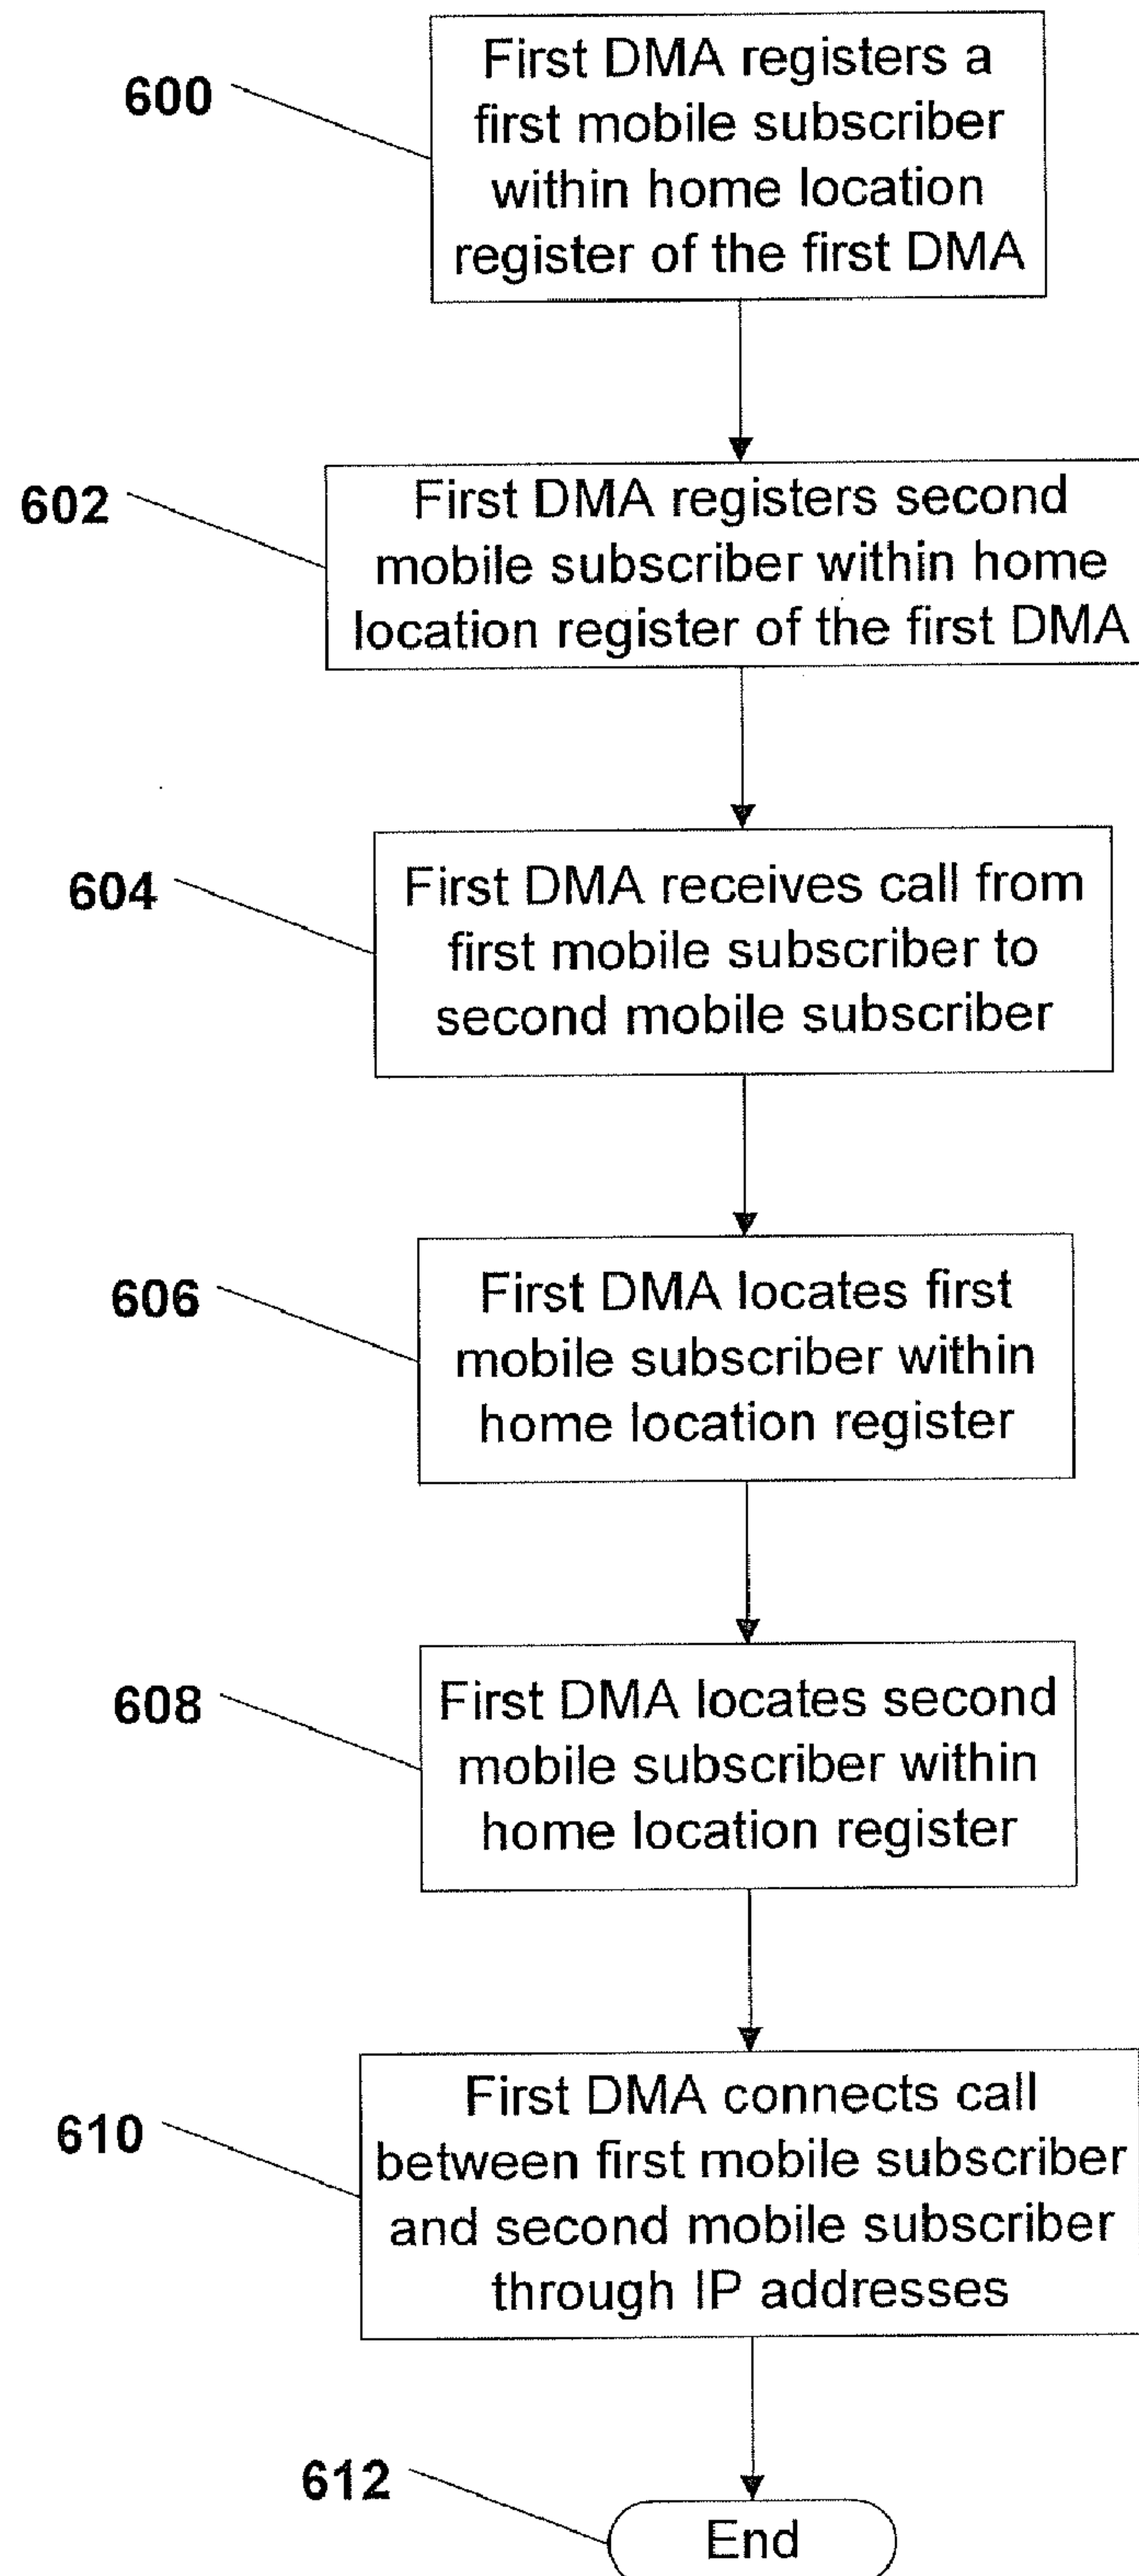 600
First DMA registers a
first mobile subscriber
within home location
register of the first DMA
602
First DMA registers second
mobile subscriber within home
location register of the first DMA
604
First DMA receives call from
first mobile subscriber to
second mobile subscriber
606
First DMA locates first
mobile subscriber within
home location register
608
First DMA locates second
mobile subscriber within
home location register
610
First DMA connects call
between first mobile subscriber
and second mobile subscriber
through IP addresses
612
End